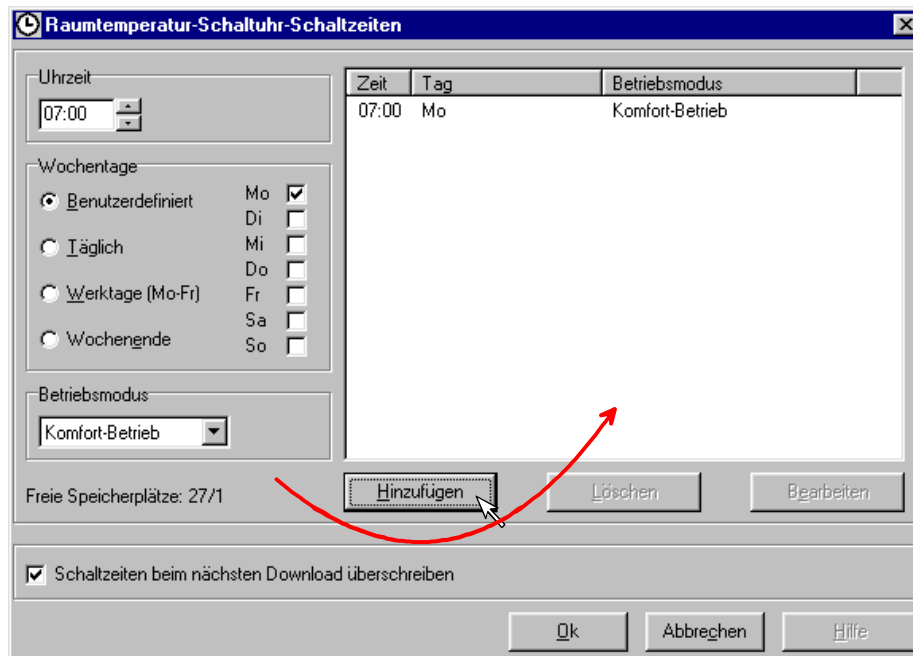 Raumtemperatur-Schaltuhr-Schaltzeiten
Uhrzeit
07:00
Wochentage
Benutzerdefiniert
Täglich
Werktage (Mo-Fr)
Wochenende
Mo
Di
Mi
Do
Fr
Sa
So
Betriebsmodus
Komfort-Betrieb
Freie Speicherplätze: 27/1
Zeit Tag Betriebsmodus
07:00 Mo Komfort-Betrieb
Hinzufügen Löschen Bearbeiten
Schaltzeiten beim nächsten Download überschreiben
Ok Abbrechen Hilfe